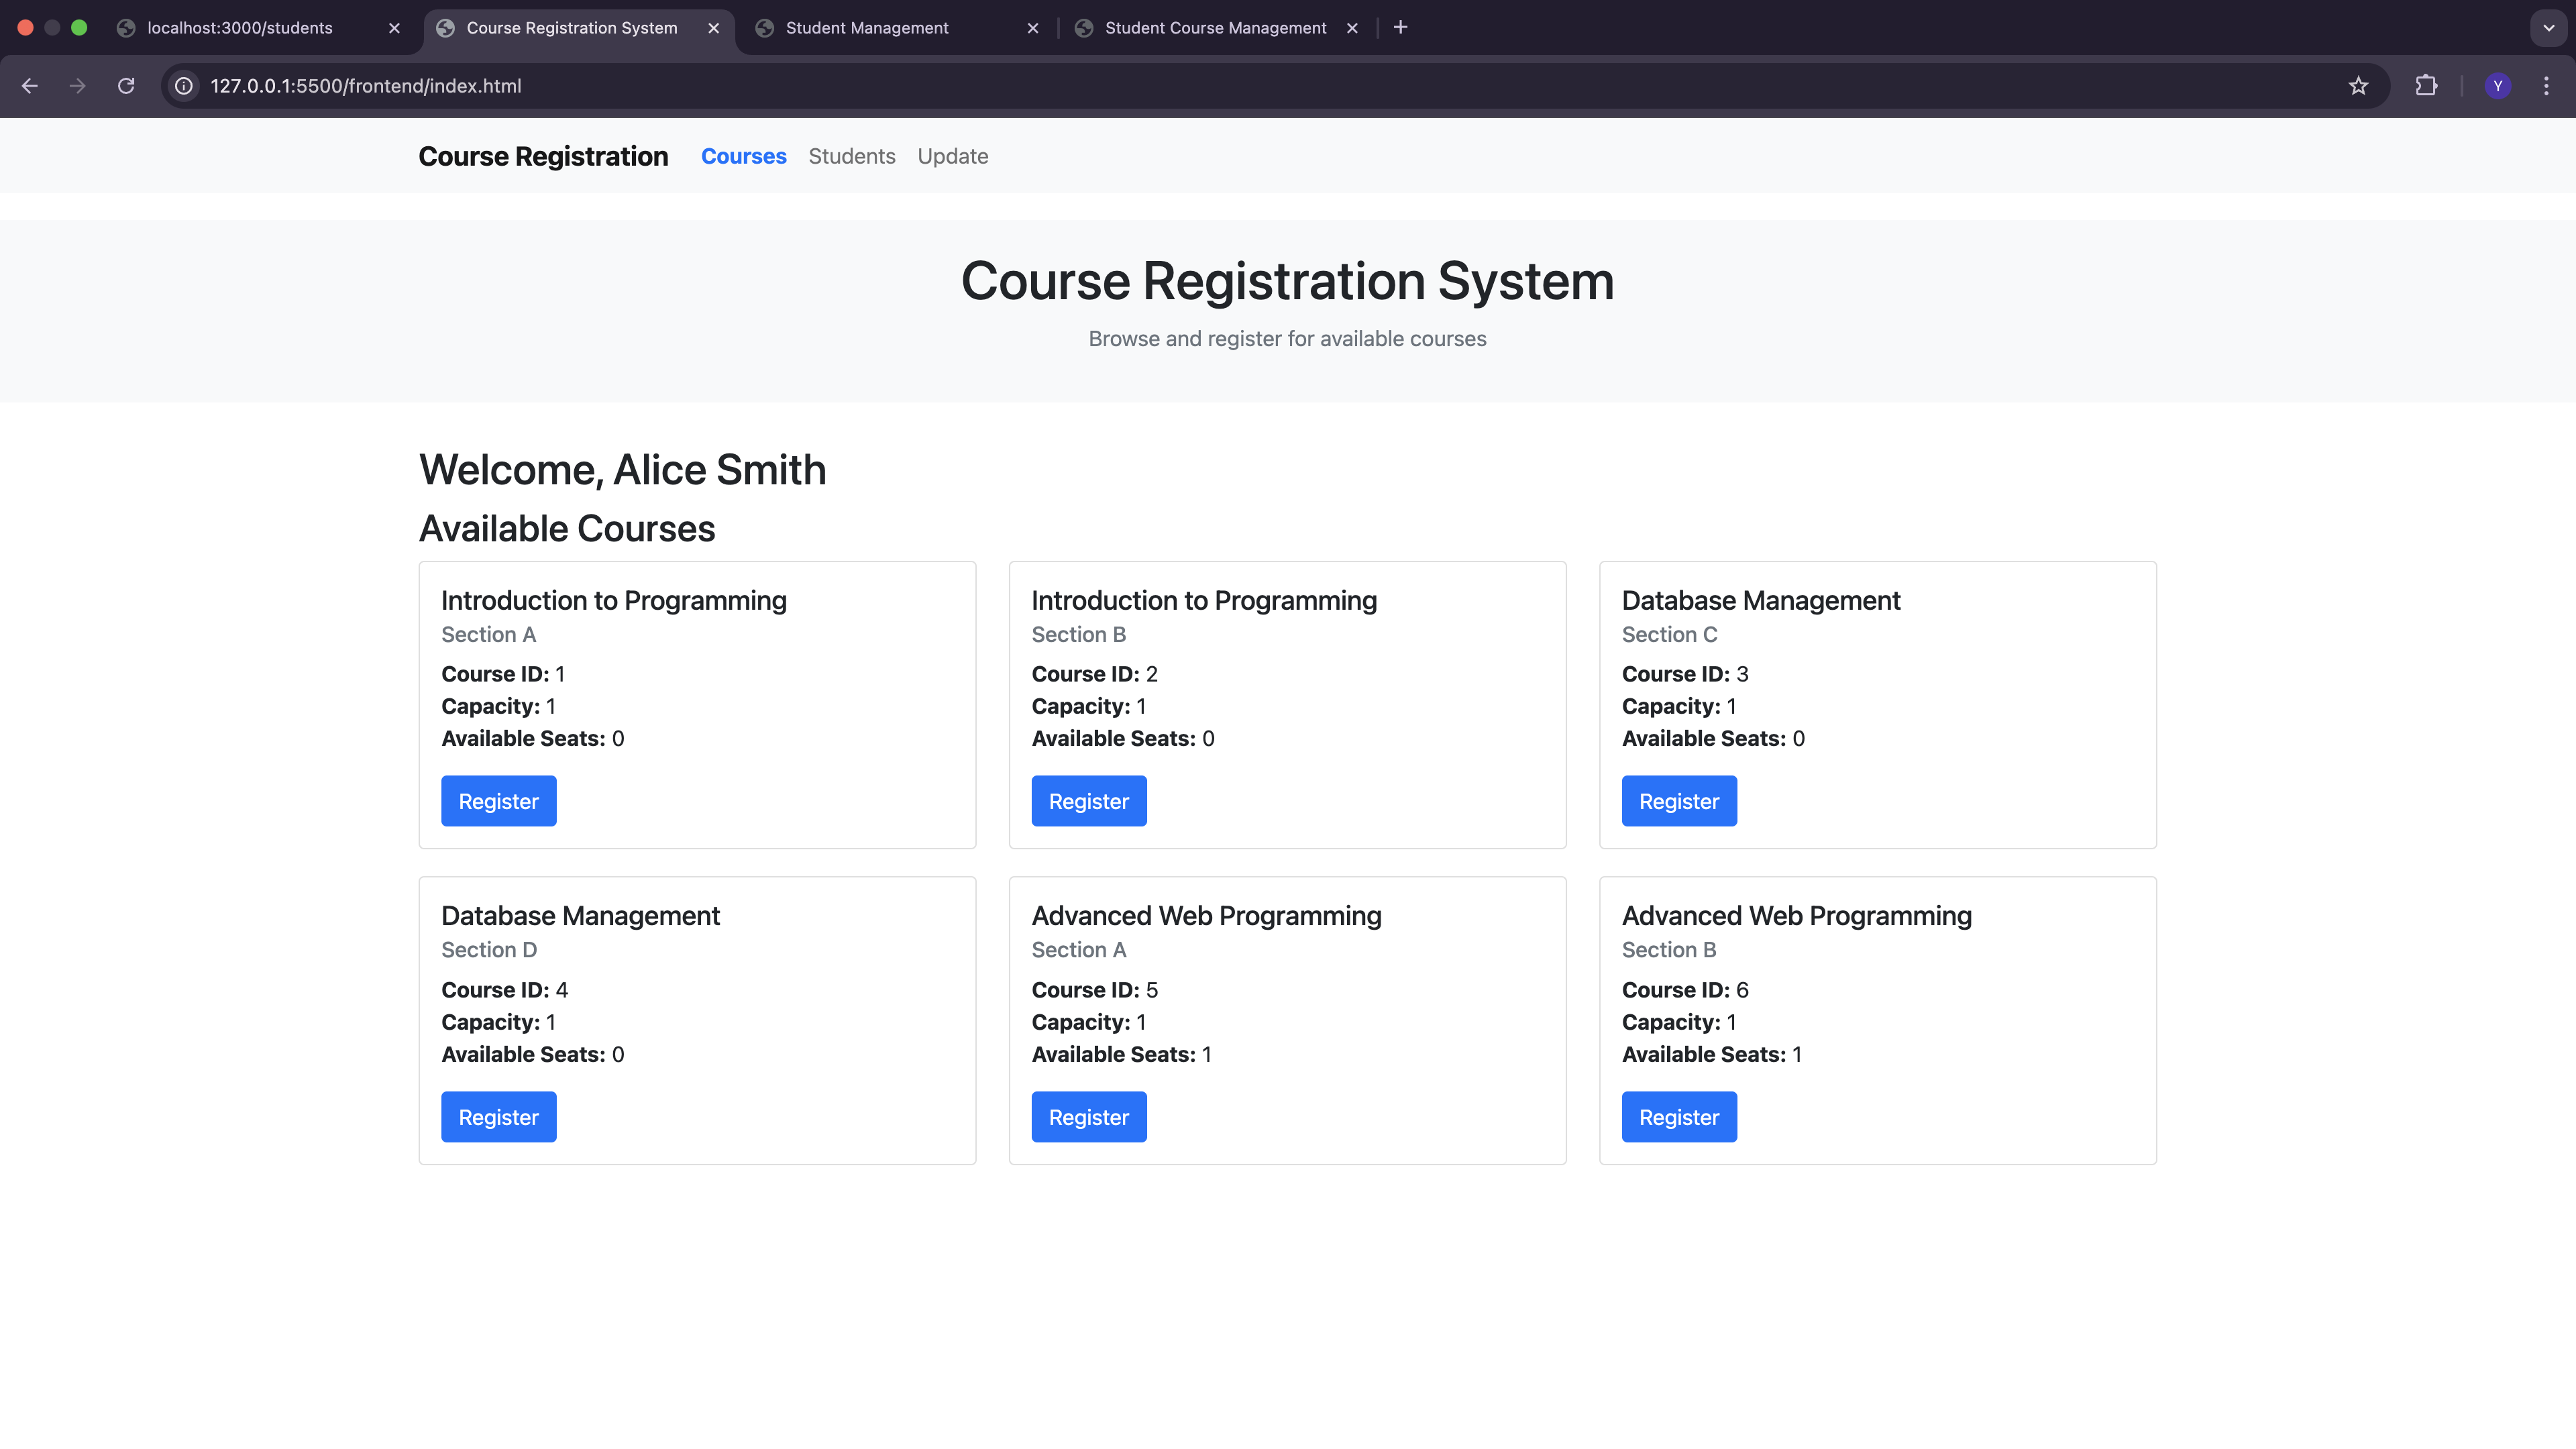 localhost:3000/students
Course Registration System
Student Management
Student Course Management
127.0.0.1:5500/frontend/index.html
Y
Course Registration Courses Students Update
Course Registration System
Browse and register for available courses
Welcome, Alice Smith
Available Courses
Introduction to Programming
Section A
Course ID: 1
Capacity: 1
Available Seats: 0
Register
Introduction to Programming
Section B
Course ID: 2
Capacity: 1
Available Seats: 0
Register
Database Management
Section C
Course ID: 3
Capacity: 1
Available Seats: 0
Register
Database Management
Section D
Course ID: 4
Capacity: 1
Available Seats: 0
Register
Advanced Web Programming
Section A
Course ID: 5
Capacity: 1
Available Seats: 1
Register
Advanced Web Programming
Section B
Course ID: 6
Capacity: 1
Available Seats: 1
Register